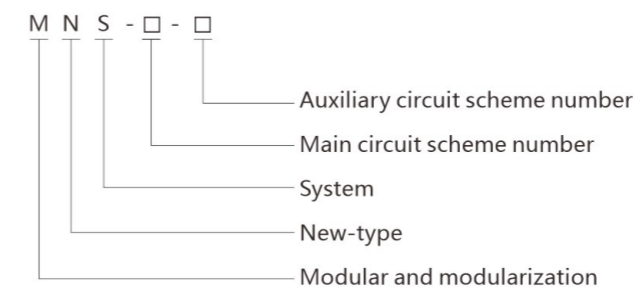 M N S - □ - □
Auxiliary circuit scheme number
Main circuit scheme number
System
New-type
Modular and modularization